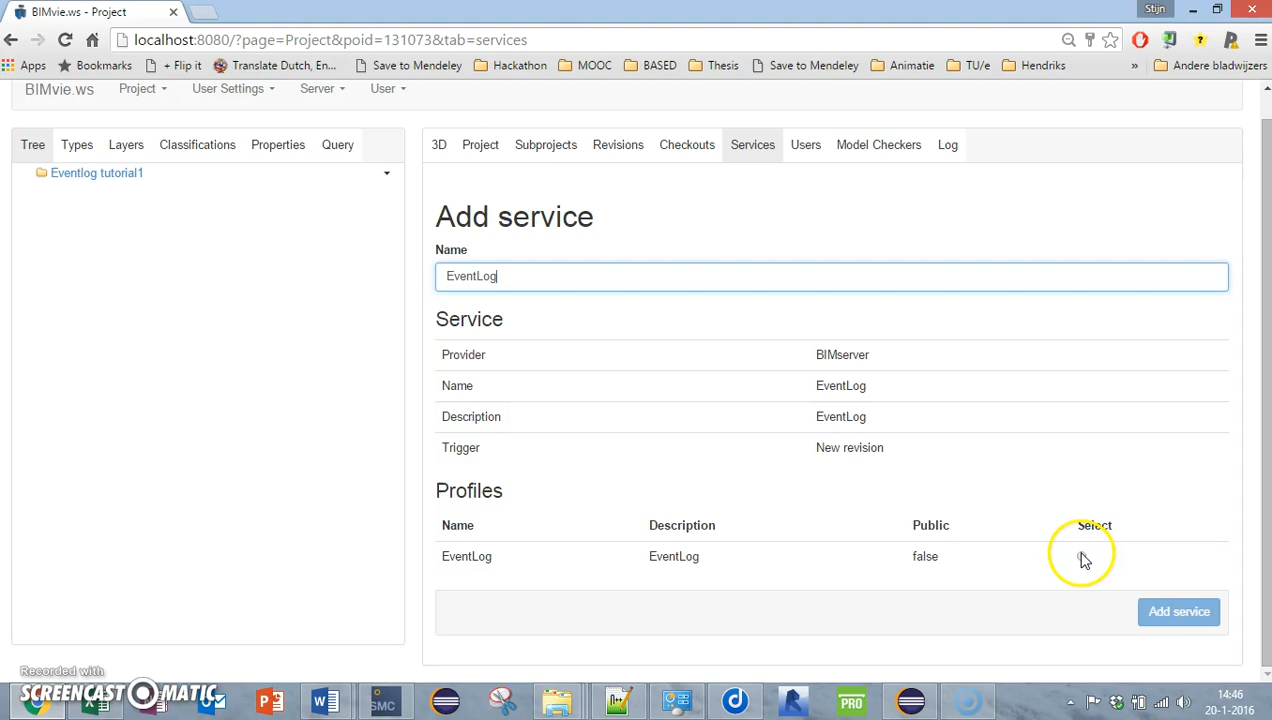 BIMvie.ws - Project
Stijn
localhost:8080/?page=Project&poid=131073&tab=services
Apps Bookmarks + Flip it Translate Dutch, En... Save to Mendeley Hackathon MOOC BASED Thesis Save to Mendeley Animatie TU/e Hendriks » Andere bladwijzers
BIMvie.ws Project User Settings Server User
Tree Types Layers Classifications Properties Query
3D Project Subprojects Revisions Checkouts Services Users Model Checkers Log
Eventlog tutorial1
Add service
Name
EventLog
Service
Provider BIMserver
Name EventLog
Description EventLog
Trigger New revision
Profiles
Name Description Public Select
EventLog EventLog false
Add service
Recorded with
SCREENCAST MATIC
SMC
PRO
14:46
20-1-2016